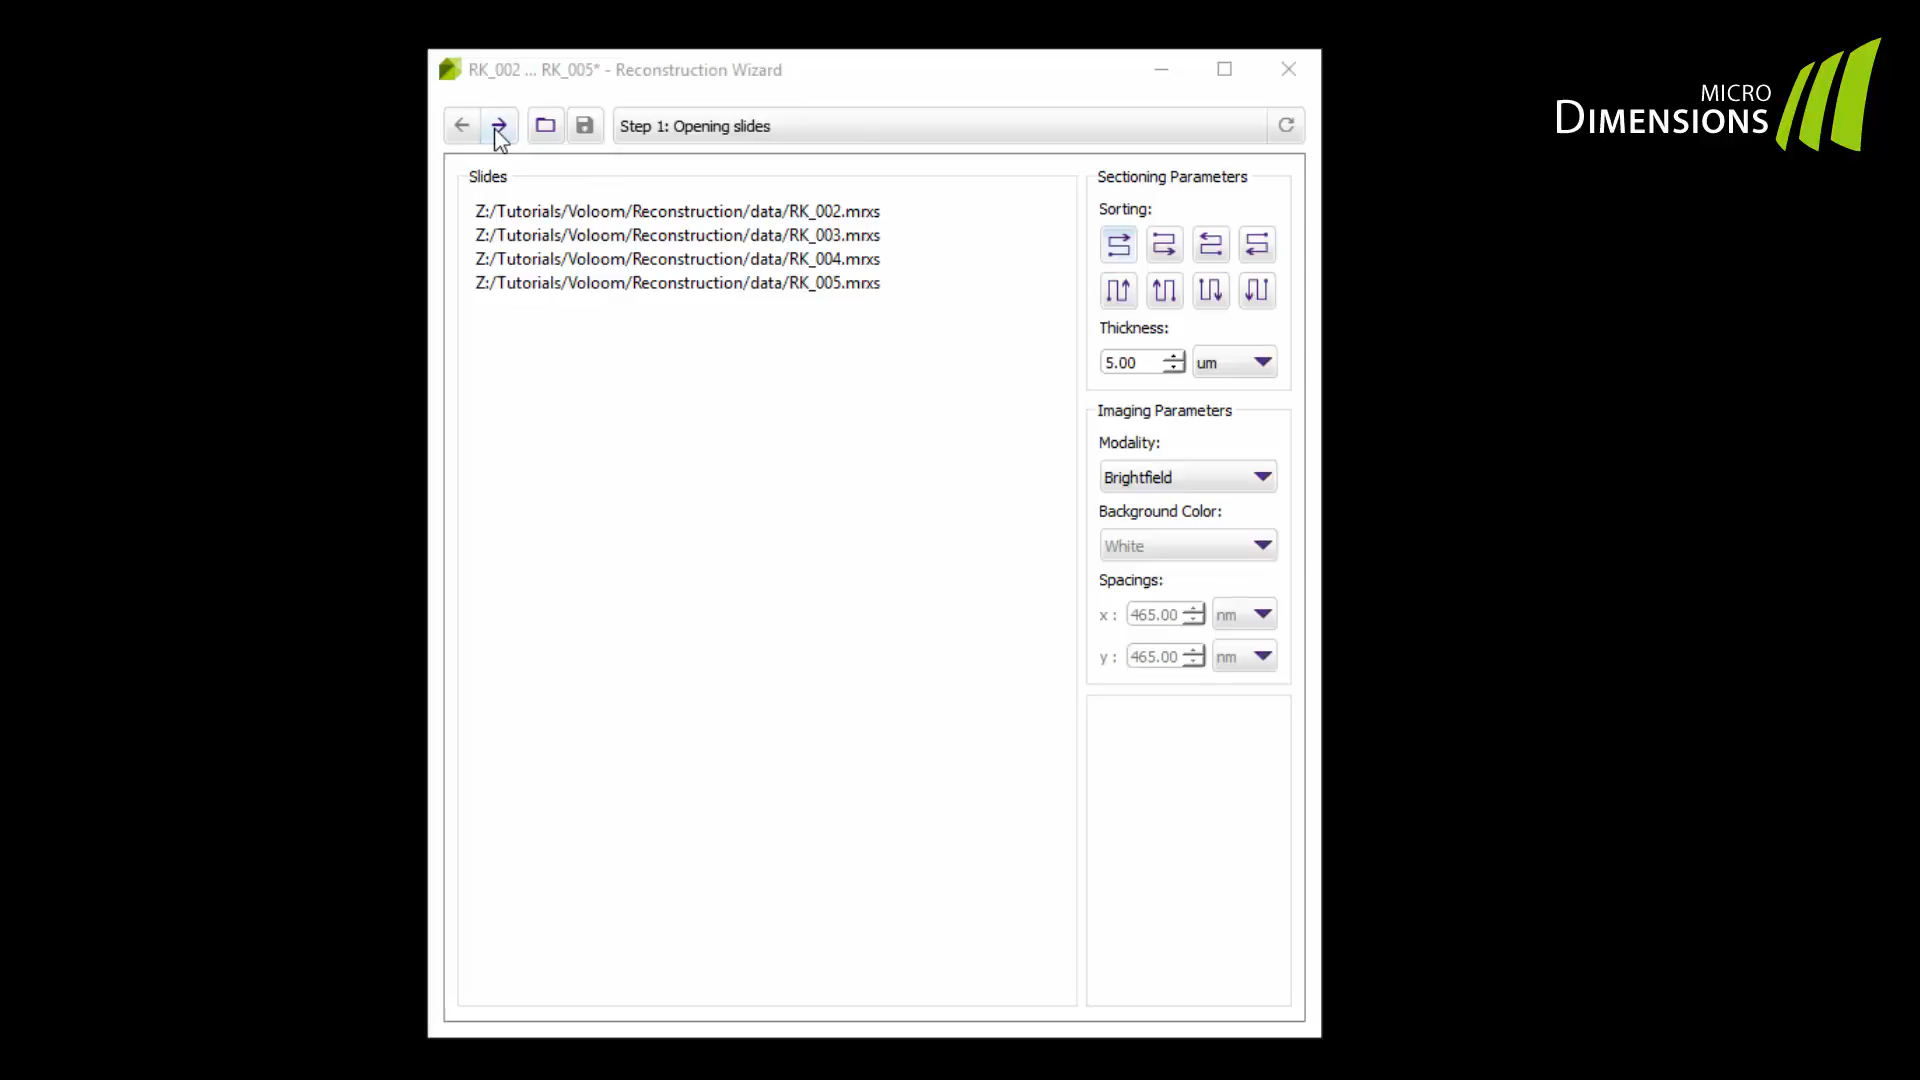 RK_002 ... RK_005* - Reconstruction Wizard
MICRO
DIMENSIONS
Step 1: Opening slides
Slides
Z:/Tutorials/Voloom/Reconstruction/data/RK_002.mrxs
Z:/Tutorials/Voloom/Reconstruction/data/RK_003.mrxs
Z:/Tutorials/Voloom/Reconstruction/data/RK_004.mrxs
Z:/Tutorials/Voloom/Reconstruction/data/RK_005.mrxs
Sectioning Parameters
Sorting:
Thickness:
5.00 um
Imaging Parameters
Modality:
Brightfield
Background Color:
White
Spacings:
x : 465.00 nm
y : 465.00 nm